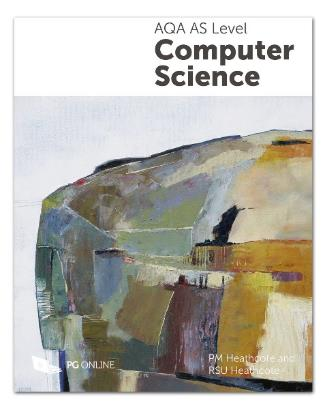 AQA AS Level
Computer
Science
PG ONLINE
PM Heathcote and
RSU Heathcote